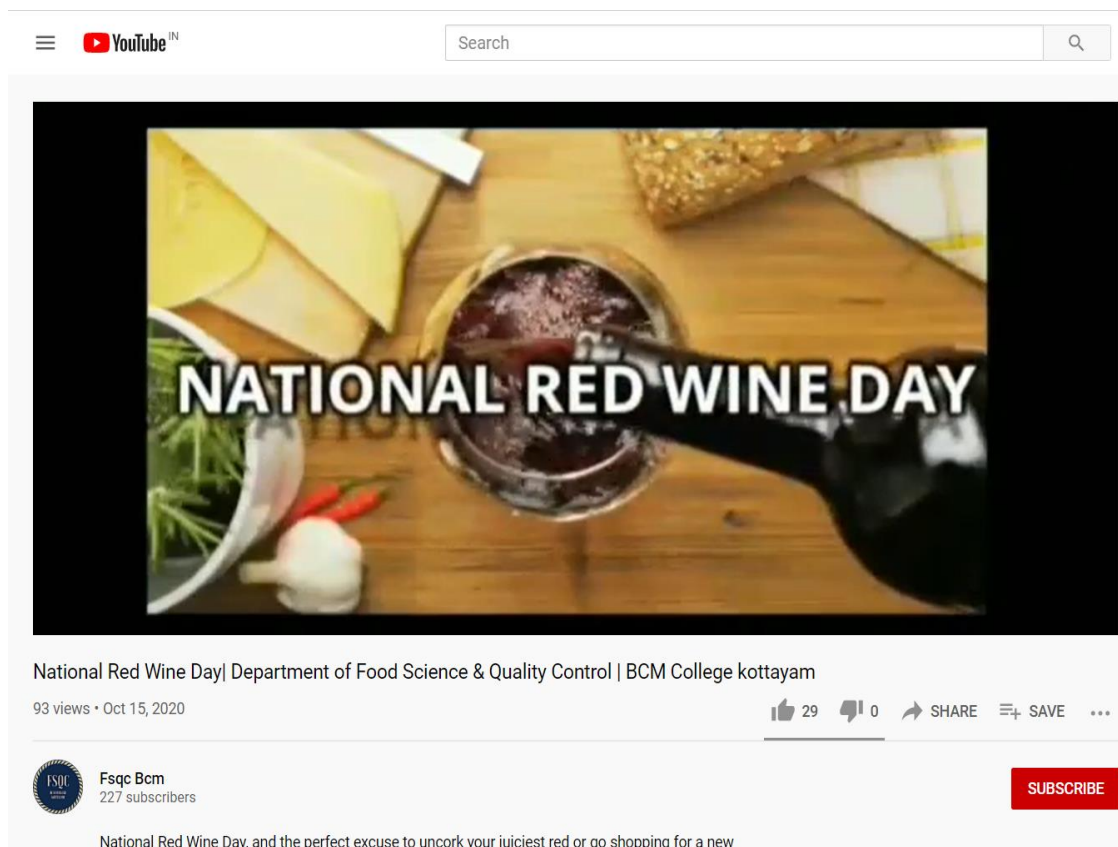 YouTube IN
Search
NATIONAL RED WINE DAY
National Red Wine Day| Department of Food Science & Quality Control | BCM College kottayam
93 views • Oct 15, 2020
29 0 SHARE SAVE
FSQC
Fsqc Bcm
227 subscribers
SUBSCRIBE
National Red Wine Day, and the perfect excuse to uncork your juiciest red or go shopping for a new